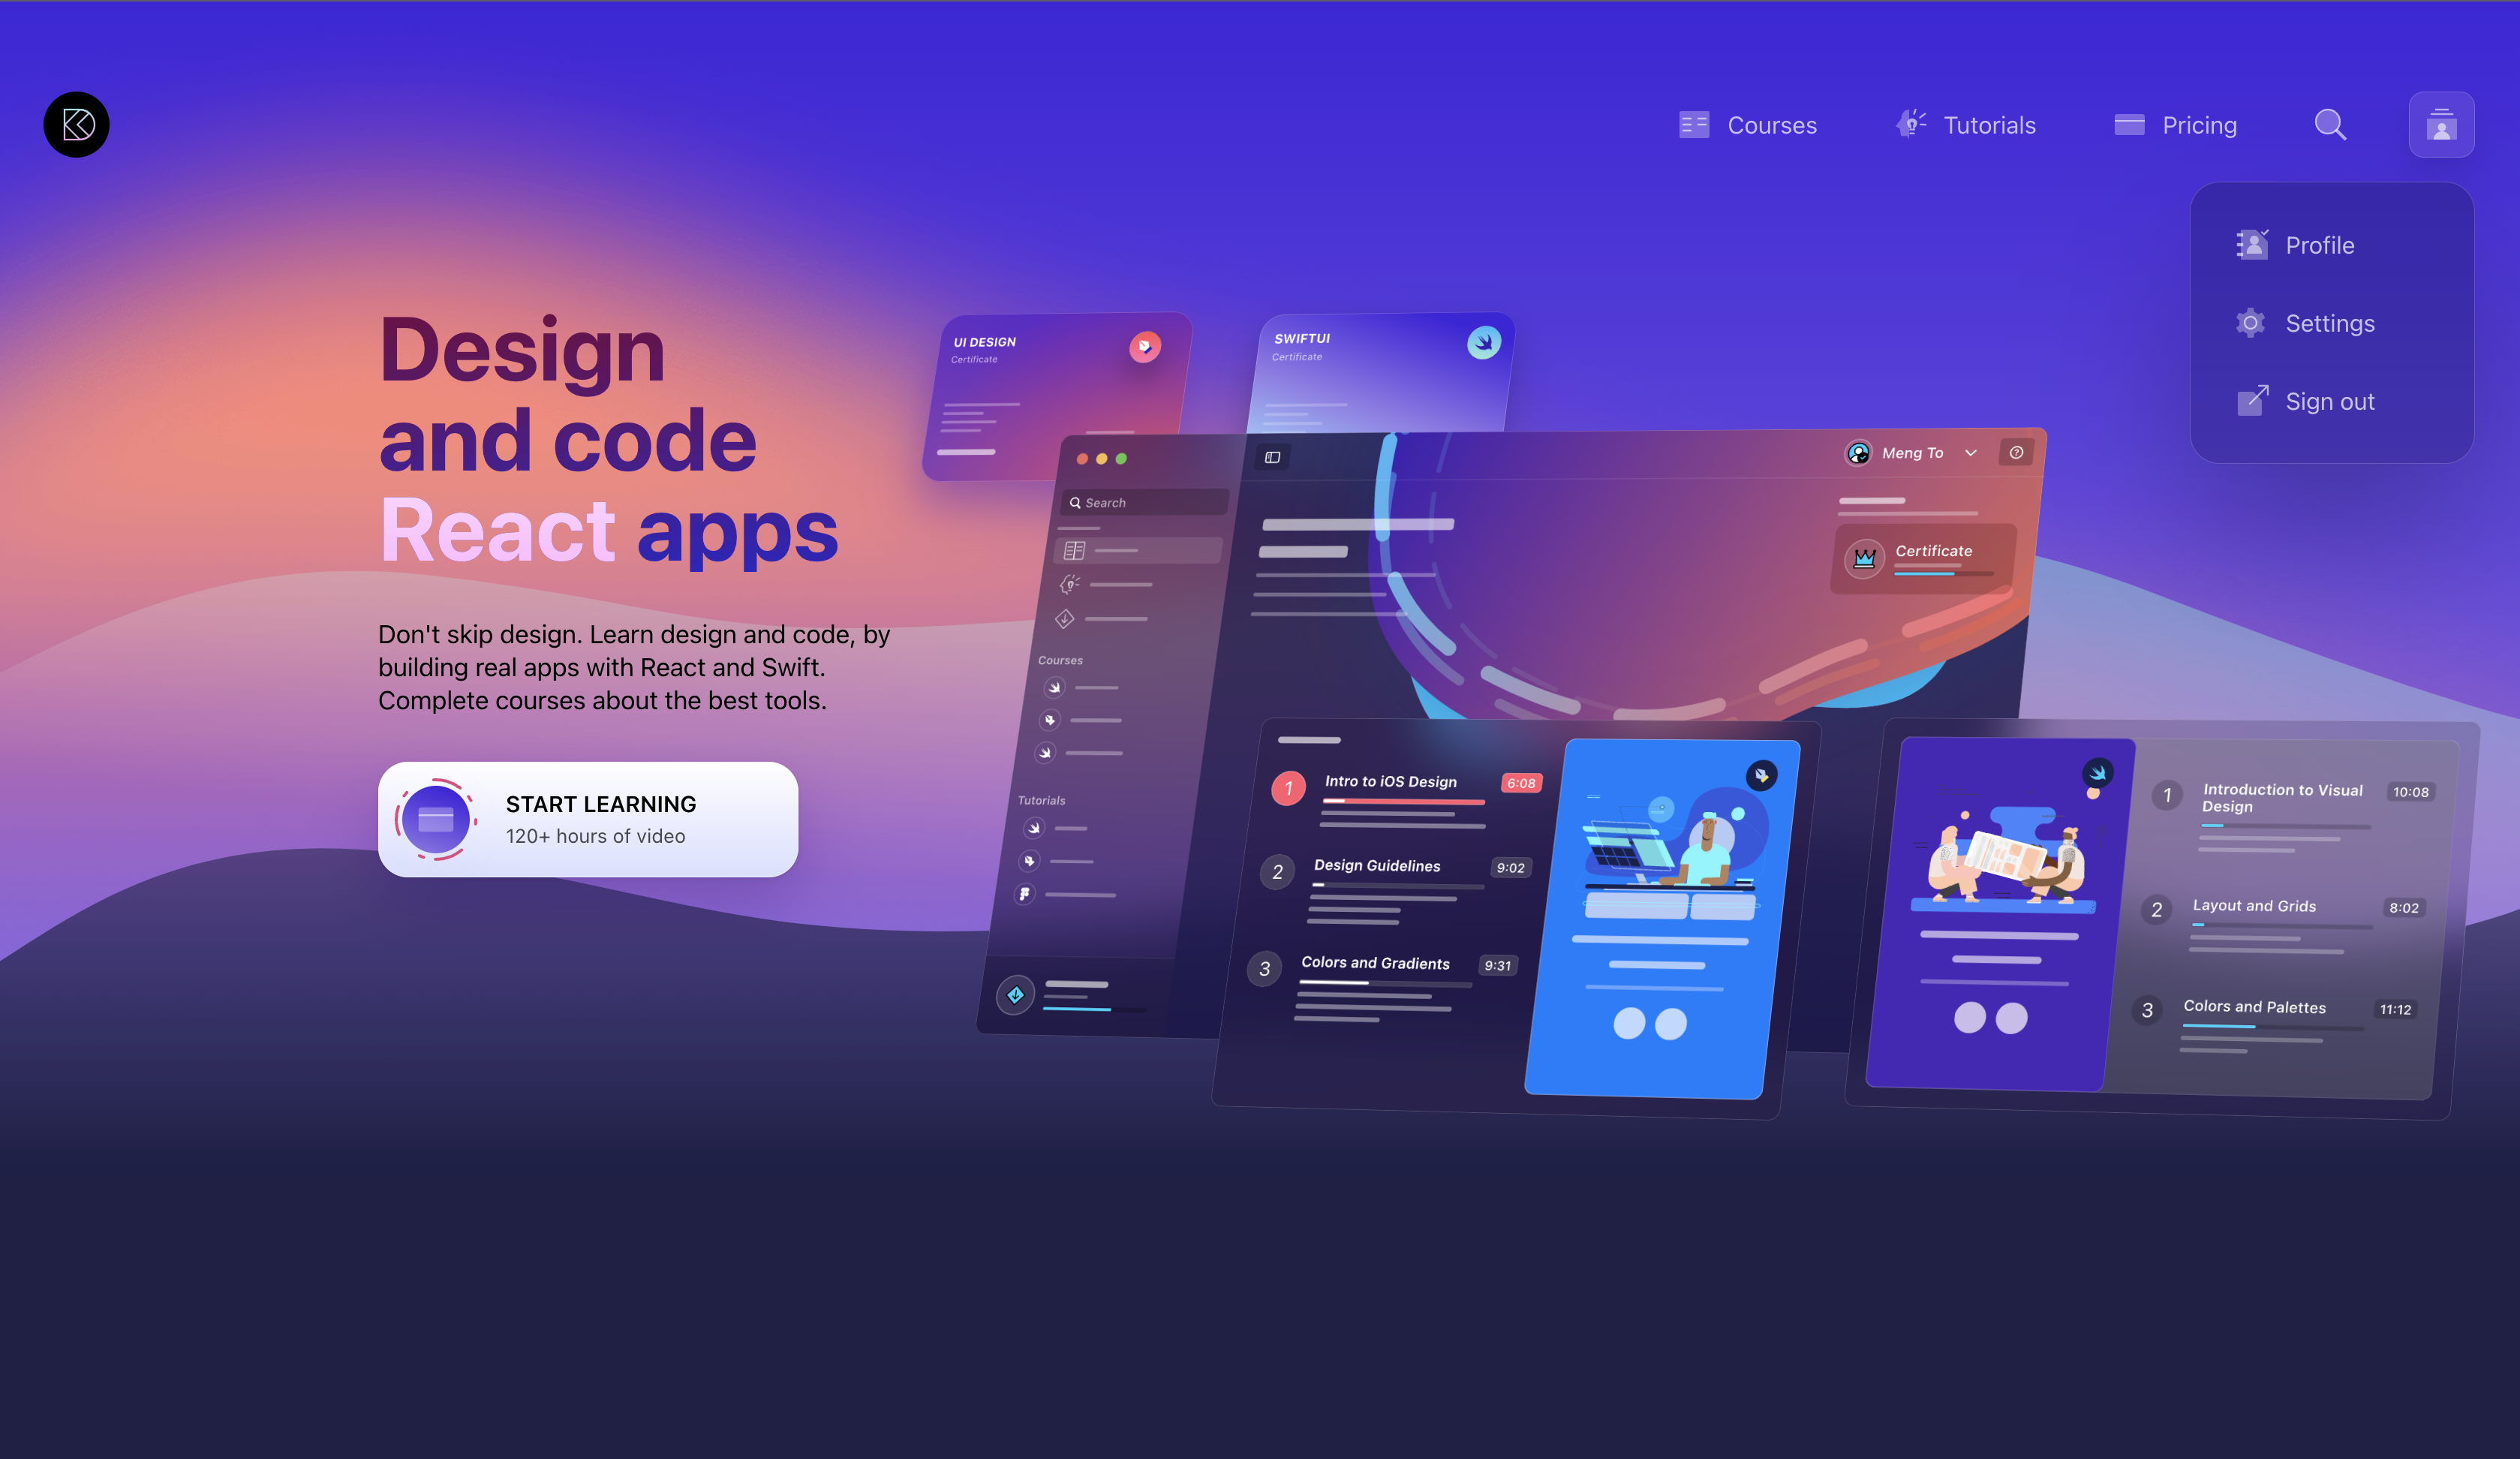 Courses
Tutorials
Pricing
Profile
Settings
Sign out
Design
and code
React apps
Don't skip design. Learn design and code, by
building real apps with React and Swift.
Complete courses about the best tools.
START LEARNING
120+ hours of video
UI DESIGN
Certificate
SWIFTUI
Certificate
Search
Courses
Tutorials
Meng To
Certificate
1 Intro to iOS Design 6:08
2 Design Guidelines 9:02
3 Colors and Gradients 9:31
1 Introduction to Visual 10:08
Design
2 Layout and Grids 8:02
3 Colors and Palettes 11:12